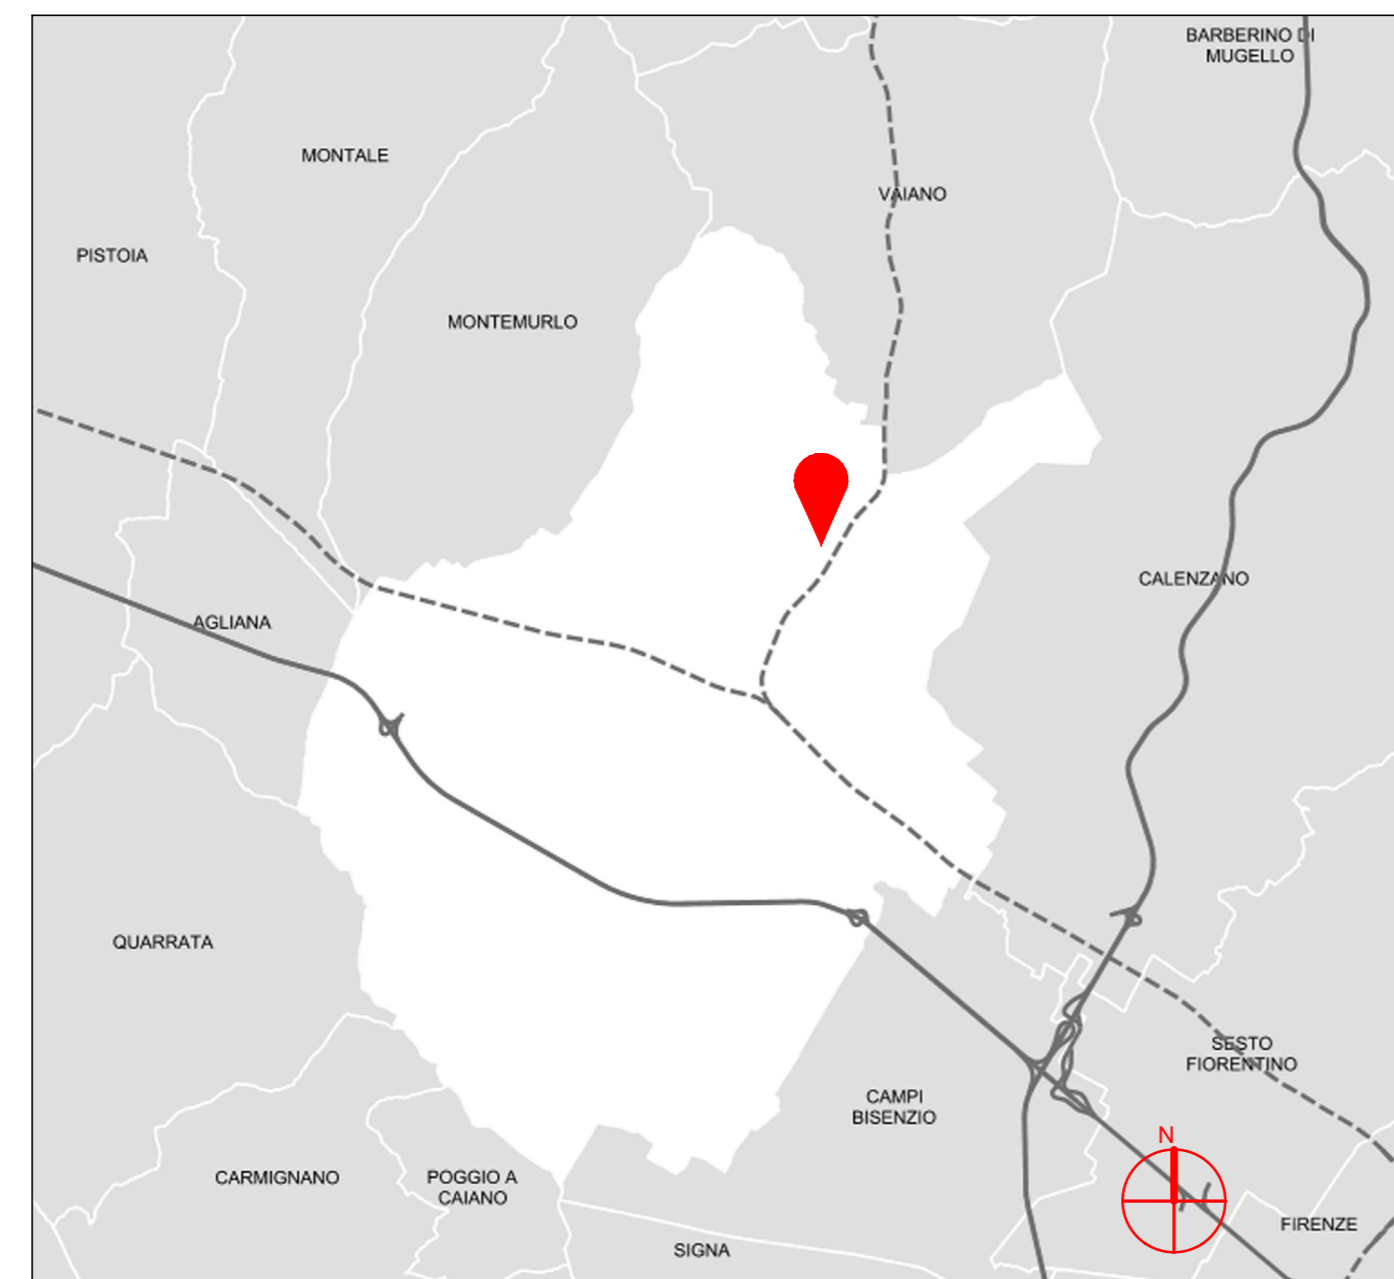 BARBERINO DI
MUGELLO
MONTALE
VAIANO
PISTOIA
MONTEMURLO
CALENZANO
AGLIANA
QUARRATA
SESTO
FIORENTINO
CAMPI
BISENZIO
N
CARMIGNANO
POGGIO A
CAIANO
FIRENZE
SIGNA